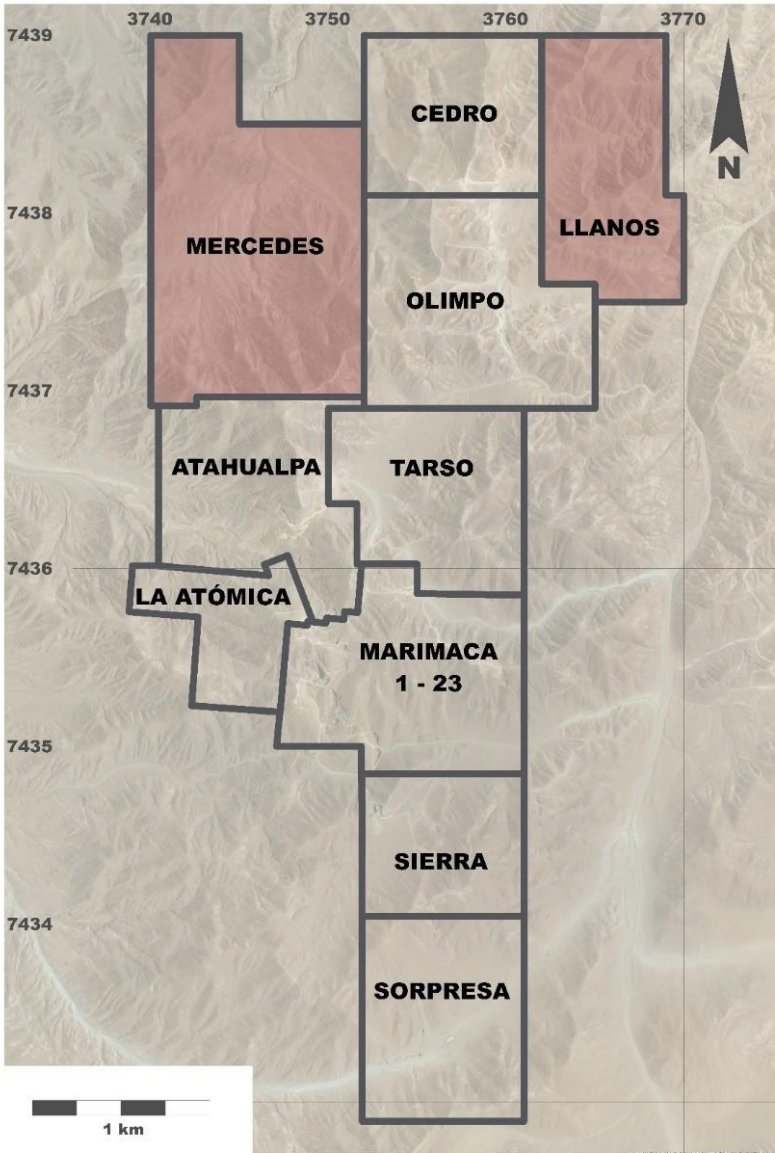 3740 3750 3760 3770
7439
CEDRO
N
7438
LLANOS
MERCEDES
OLIMPO
7437
ATAHUALPA
TARSO
7436
LA ATÓMICA
MARIMACA
1 - 23
7435
SIERRA
7434
SORPRESA
1 km